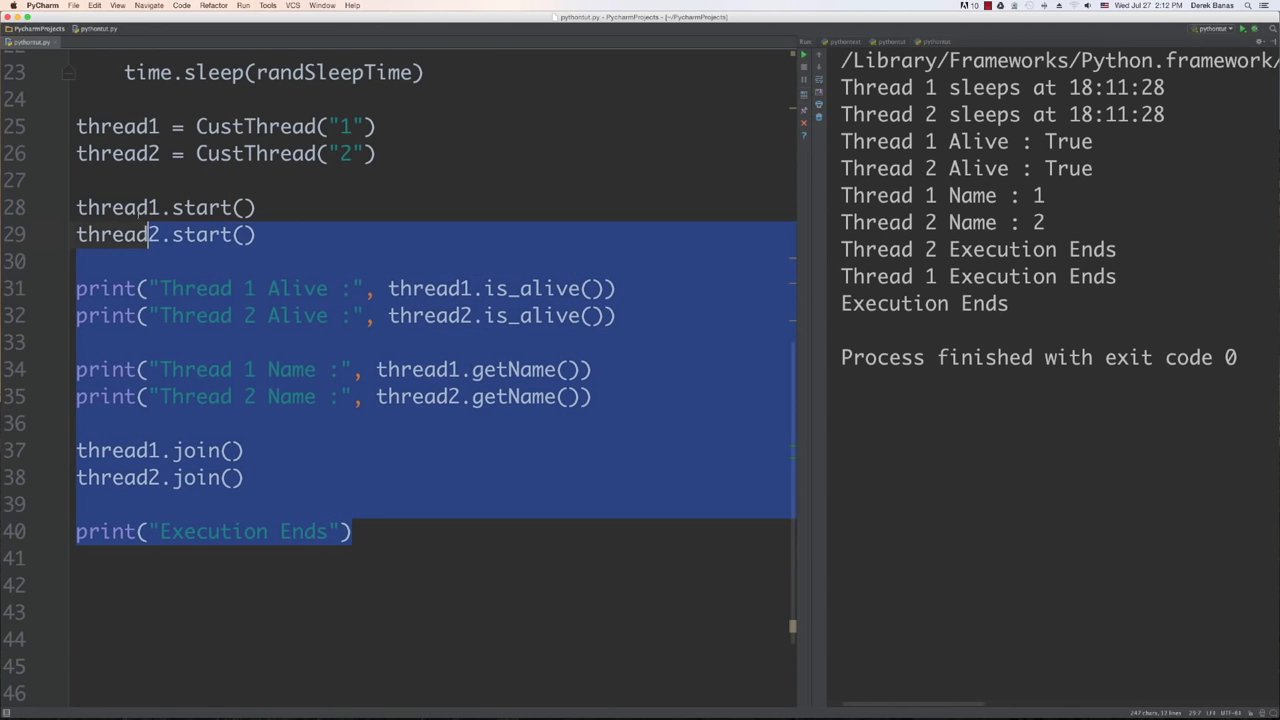 PyCharm File Edit View Navigate Code Refactor Run Tools VCS Window Help
10 Wed Jul 27 2:12 PM Derek Banas
pythontut.py - PycharmProjects - [~/PycharmProjects]
PycharmProjects pythontut.py
pythontut
pythontut.py
Run: pythontest pythontut pythontut
23 time.sleep(randSleepTime)
24
25 thread1 = CustThread("1")
26 thread2 = CustThread("2")
27
28 thread1.start()
29 thread2.start()
30
31 print("Thread 1 Alive :", thread1.is_alive())
32 print("Thread 2 Alive :", thread2.is_alive())
33
34 print("Thread 1 Name :", thread1.getName())
35 print("Thread 2 Name :", thread2.getName())
36
37 thread1.join()
38 thread2.join()
39
40 print("Execution Ends")
41
42
43
44
45
46
/Library/Frameworks/Python.framework/
Thread 1 sleeps at 18:11:28
Thread 2 sleeps at 18:11:28
Thread 1 Alive : True
Thread 2 Alive : True
Thread 1 Name : 1
Thread 2 Name : 2
Thread 2 Execution Ends
Thread 1 Execution Ends
Execution Ends
Process finished with exit code 0
247 chars, 12 lines 29:7 LF UTF-8